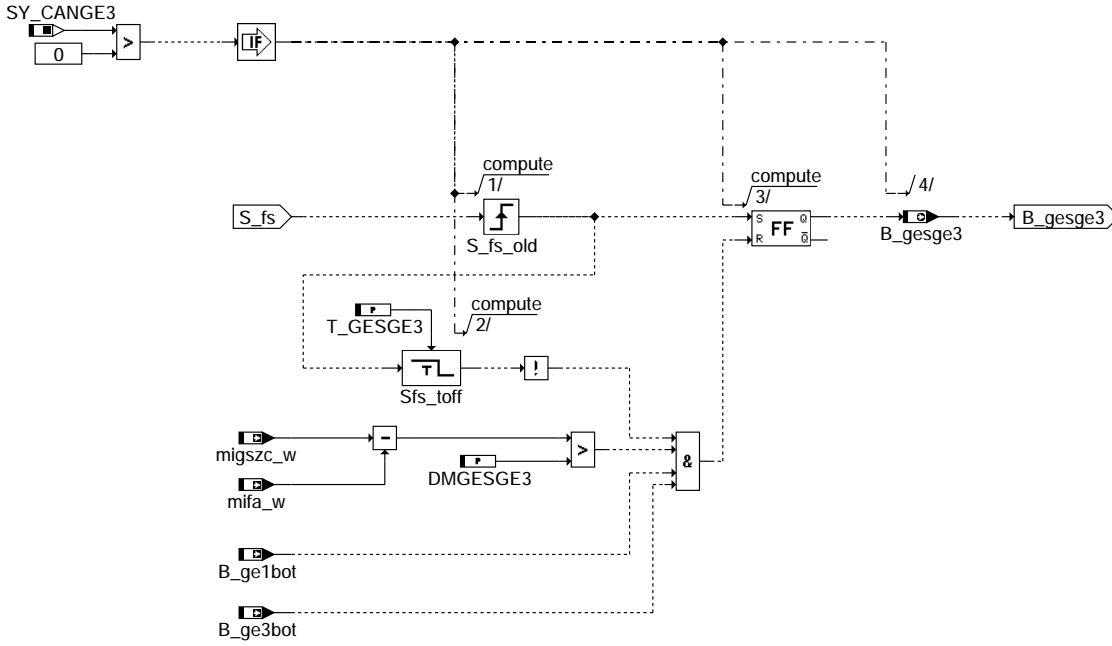 SY_CANGE3
0
>
IF
compute
1/
S_fs
S_fs_old
compute
3/
S Q
FF
R Q
4/
B_gesge3
B_gesge3
P
T_GESGE3
compute
2/
T
Sfs_toff
!
migszc_w
-
>
mifa_w
P
DMGESGE3
&
B_ge1bot
B_ge3bot